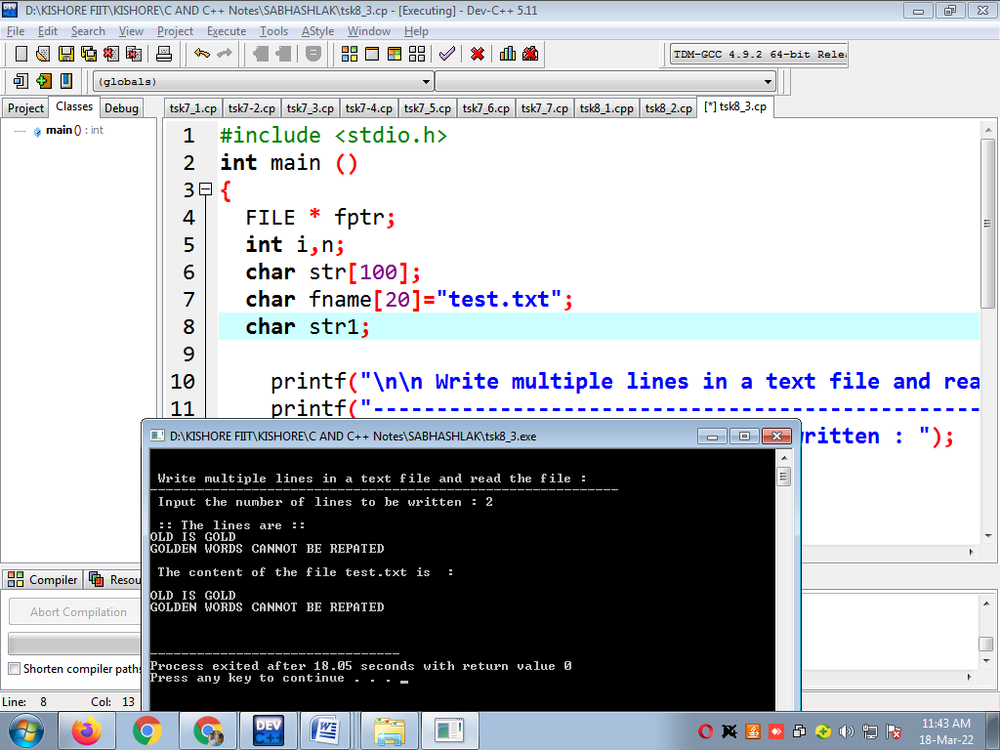 D:\KISHORE FIIT\KISHORE\C AND C++ Notes\SABHASHLAK\tsk8_3.cp - [Executing] - Dev-C++ 5.11
File Edit Search View Project Execute Tools AStyle Window Help
TDM-GCC 4.9.2 64-bit Rele
(globals)
Project Classes Debug
tsk7_1.cp tsk7-2.cp tsk7_3.cp tsk7-4.cp tsk7_5.cp tsk7_6.cp tsk7_7.cp tsk8_1.cpp tsk8_2.cp [*] tsk8_3.cp
main () : int
1 #include <stdio.h>
2 int main ()
3 {
4 FILE * fptr;
5 int i,n;
6 char str[100];
7 char fname[20]="test.txt";
8 char str1;
9
10 printf("\n\n Write multiple lines in a text file and rea
11 printf("------------------------------------------------
ritten : ");
D:\KISHORE FIIT\KISHORE\C AND C++ Notes\SABHASHLAK\tsk8_3.exe
Write multiple lines in a text file and read the file :
------------------------------------------------------------
Input the number of lines to be written : 2
:: The lines are ::
OLD IS GOLD
GOLDEN WORDS CANNOT BE REPATED
The content of the file test.txt is  :
OLD IS GOLD
GOLDEN WORDS CANNOT BE REPATED
--------------------------------
Process exited after 18.05 seconds with return value 0
Press any key to continue . . . _
Compiler Resou
Abort Compilation
Shorten compiler paths
Line: 8 Col: 13
DEV C++
11:43 AM
18-Mar-22